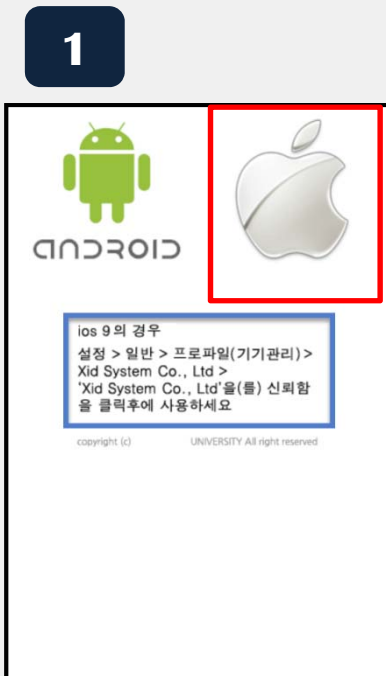 1
ANDROID
ios 9의 경우
설정 > 일반 > 프로파일(기기관리) >
Xid System Co., Ltd >
'Xid System Co., Ltd'을(를) 신뢰함
을 클릭후에 사용하세요
copyright (c) UNIVERSITY All right reserved